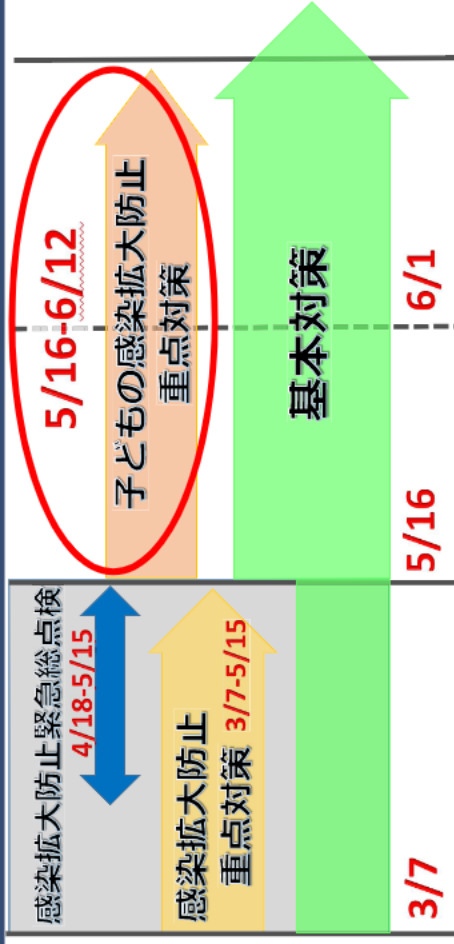 感染拡大防止緊急総点検
4/18-5/15
感染拡大防止
重点対策 3/7-5/15
5/16-6/12
子どもの感染拡大防止
重点対策
基本対策
3/7
5/16
6/1